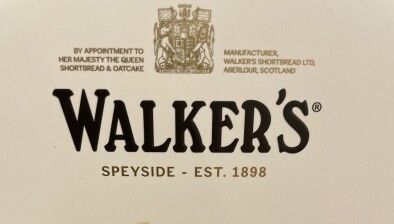 BY APPOINTMENT TO
HER MAJESTY THE QUEEN
SHORTBREAD & OATCAKE
MANUFACTURER,
WALKER'S SHORTBREAD LTD,
ABERLOUR, SCOTLAND
WALKER'S®
SPEYSIDE - EST. 1898